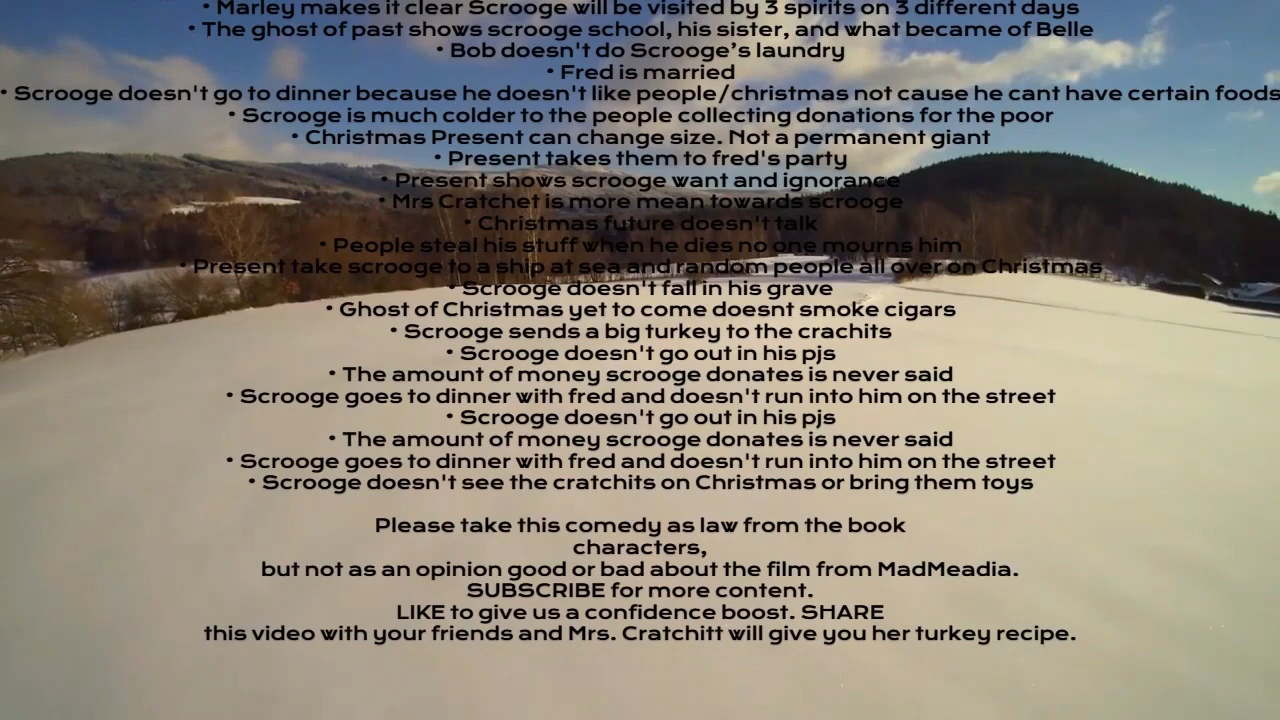 • Marley makes it clear Scrooge will be visited by 3 spirits on 3 different days
• The ghost of past shows scrooge school, his sister, and what became of Belle
• Bob doesn't do Scrooge’s laundry
• Fred is married
• Scrooge doesn't go to dinner because he doesn't like people/christmas not cause he cant have certain foods
• Scrooge is much colder to the people collecting donations for the poor
• Christmas Present can change size. Not a permanent giant
• Present takes them to fred's party
• Present shows scrooge want and ignorance
• Mrs Cratchet is more mean towards scrooge
• Christmas future doesn't talk
• People steal his stuff when he dies no one mourns him
• Present take scrooge to a ship at sea and random people all over on Christmas
• Scrooge doesn't fall in his grave
• Ghost of Christmas yet to come doesnt smoke cigars
• Scrooge sends a big turkey to the crachits
• Scrooge doesn't go out in his pjs
• The amount of money scrooge donates is never said
• Scrooge goes to dinner with fred and doesn't run into him on the street
• Scrooge doesn't go out in his pjs
• The amount of money scrooge donates is never said
• Scrooge goes to dinner with fred and doesn't run into him on the street
• Scrooge doesn't see the cratchits on Christmas or bring them toys
Please take this comedy as law from the book
characters,
but not as an opinion good or bad about the film from MadMeadia.
SUBSCRIBE for more content.
LIKE to give us a confidence boost. SHARE
this video with your friends and Mrs. Cratchitt will give you her turkey recipe.